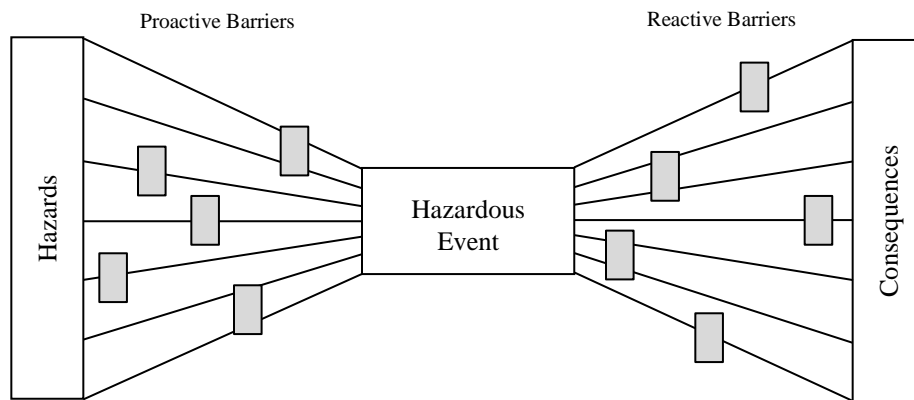 Proactive Barriers
Reactive Barriers
Hazards
Hazardous
Event
Consequences